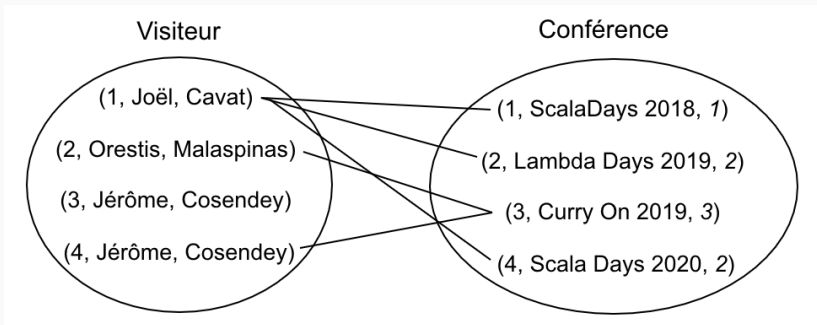 Visiteur
(1, Joël, Cavat)
(2, Orestis, Malaspinas)
(3, Jérôme, Cosendey)
(4, Jérôme, Cosendey)
Conférence
(1, ScalaDays 2018, 1)
(2, Lambda Days 2019, 2)
(3, Curry On 2019, 3)
(4, Scala Days 2020, 2)